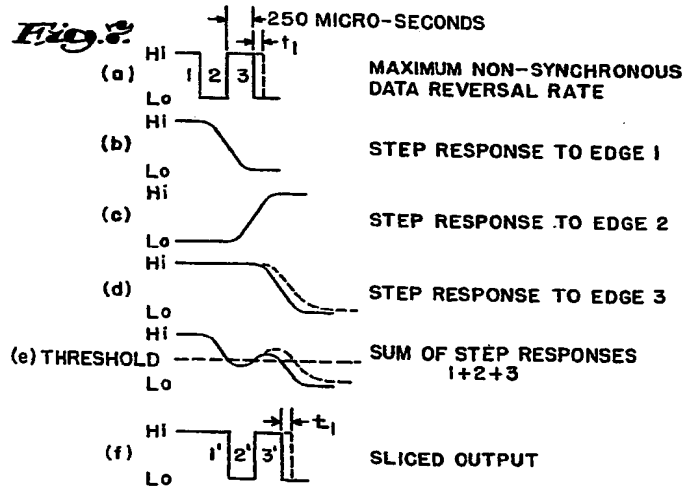 Fig. 2.
250 MICRO-SECONDS
t1
(a) Hi 1 2 3 Lo MAXIMUM NON-SYNCHRONOUS
DATA REVERSAL RATE
(b) Hi Lo STEP RESPONSE TO EDGE 1
(c) Hi Lo STEP RESPONSE TO EDGE 2
(d) Hi Lo STEP RESPONSE TO EDGE 3
Hi
(e) THRESHOLD SUM OF STEP RESPONSES
Lo 1+2+3
t1
(f) Hi 1' 2' 3' Lo SLICED OUTPUT